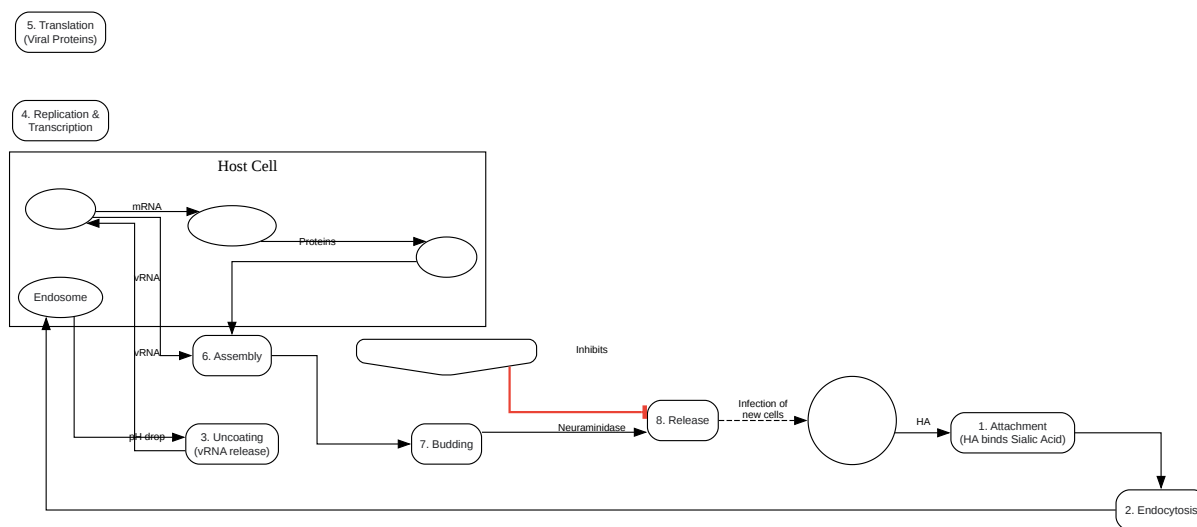 5. Translation
(Viral Proteins)
4. Replication &
Transcription
Host Cell
mRNA
Proteins
vRNA
Endosome
vRNA
6. Assembly
Inhibits
pH drop
3. Uncoating
(vRNA release)
7. Budding
Neuraminidase
8. Release
Infection of
new cells
HA
1. Attachment
(HA binds Sialic Acid)
2. Endocytosis